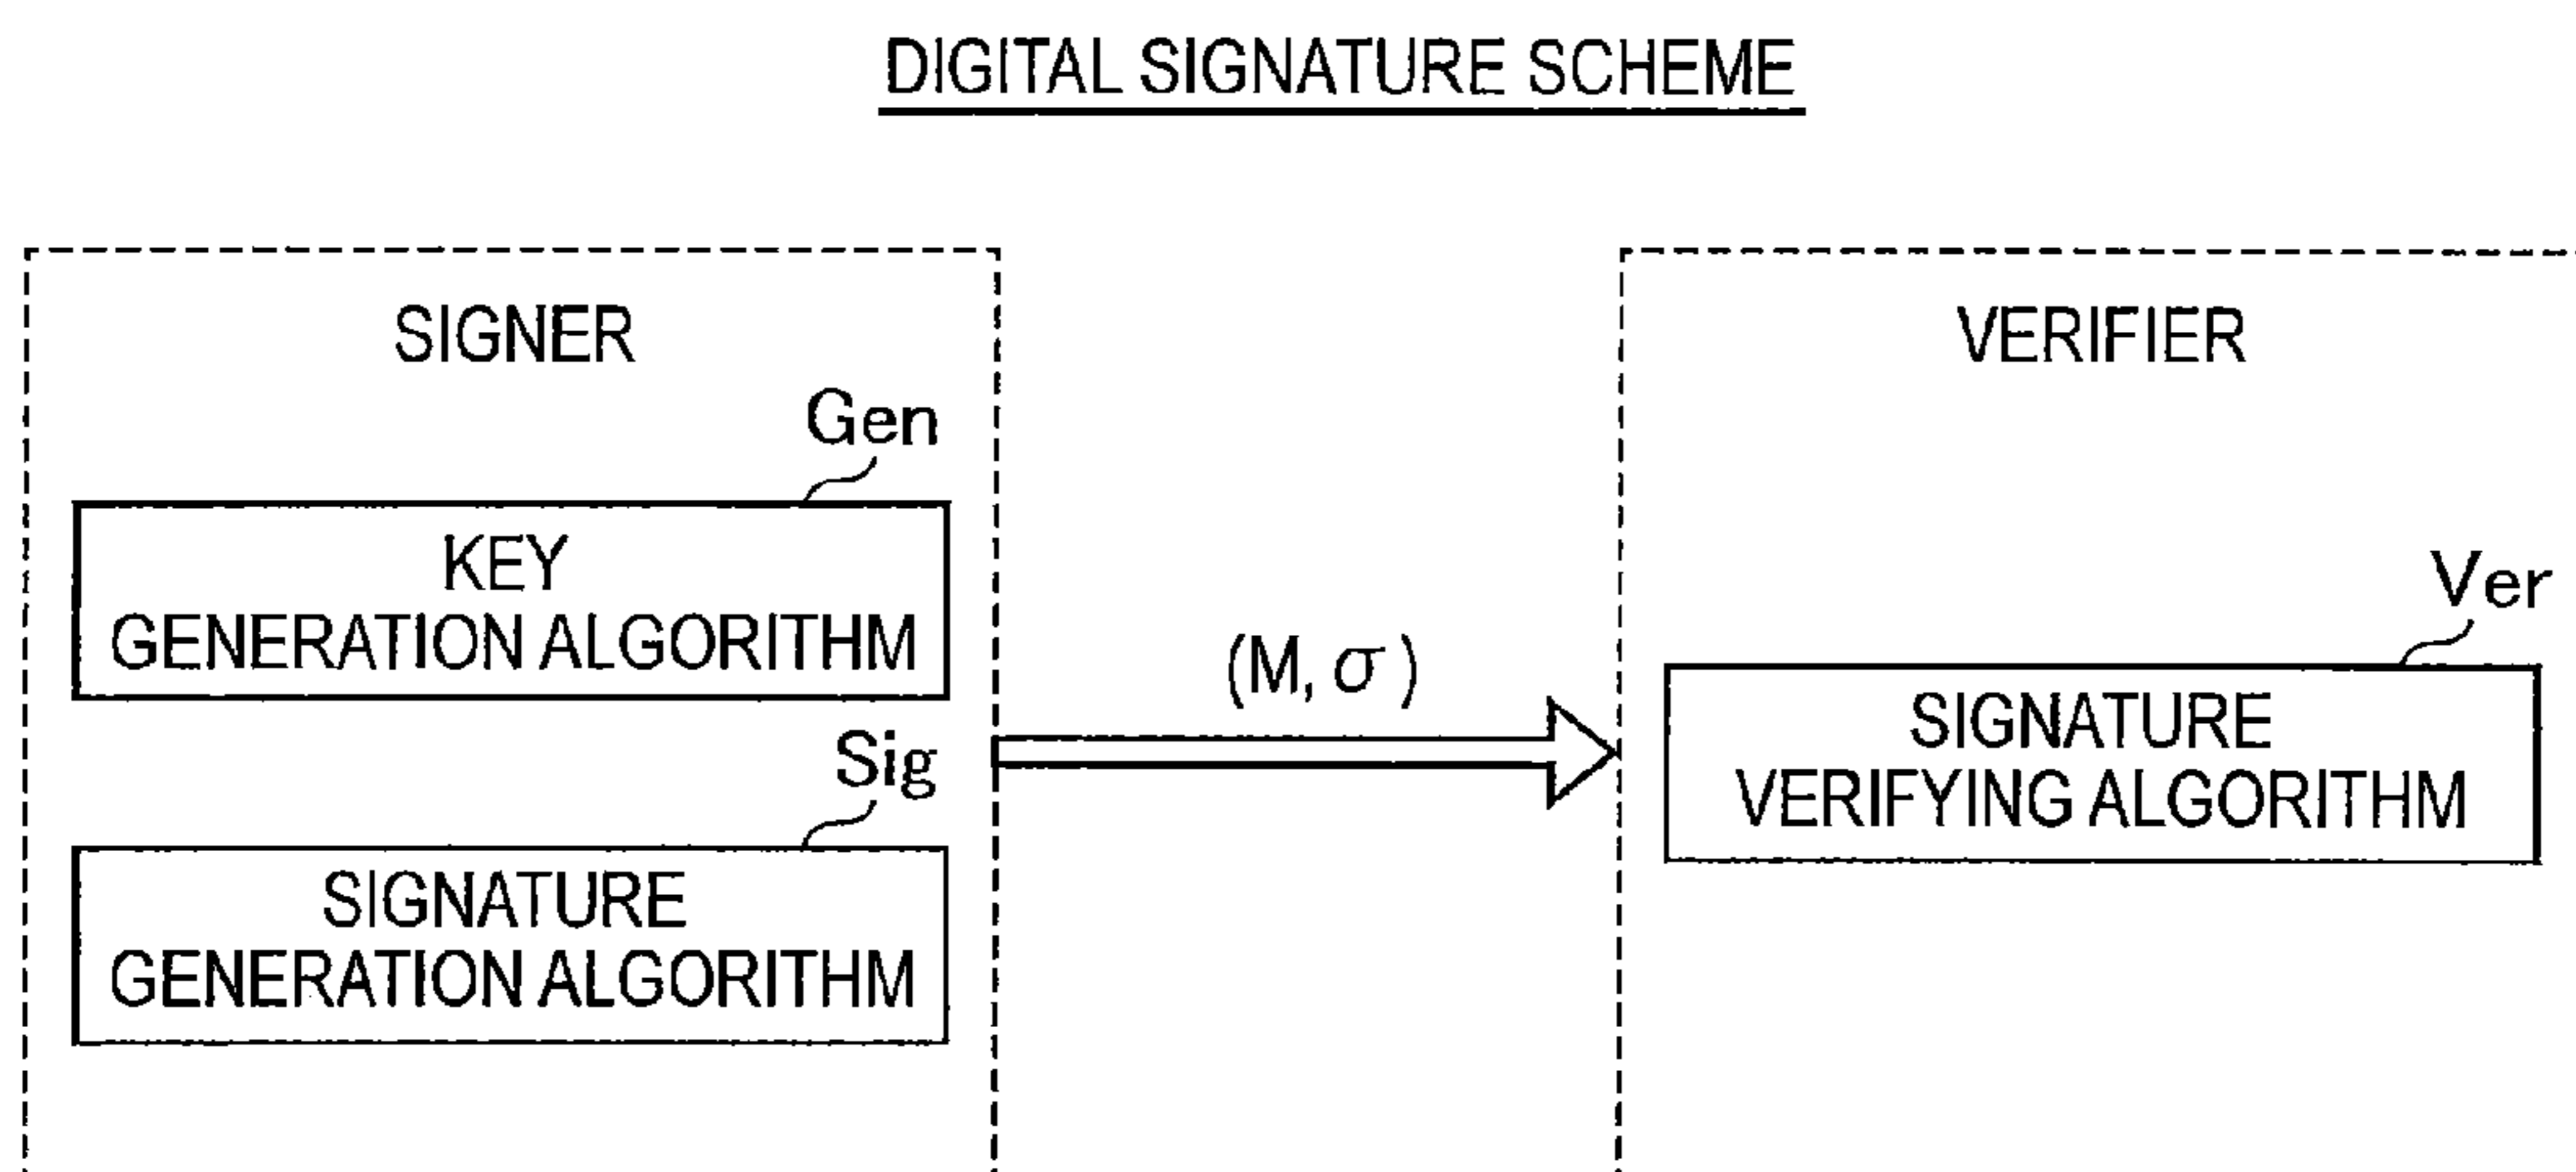 DIGITAL SIGNATURE SCHEME
SIGNER
Gen
KEY
GENERATION ALGORITHM
Sig
SIGNATURE
GENERATION ALGORITHM
(M, σ)
VERIFIER
Ver
SIGNATURE
VERIFYING ALGORITHM